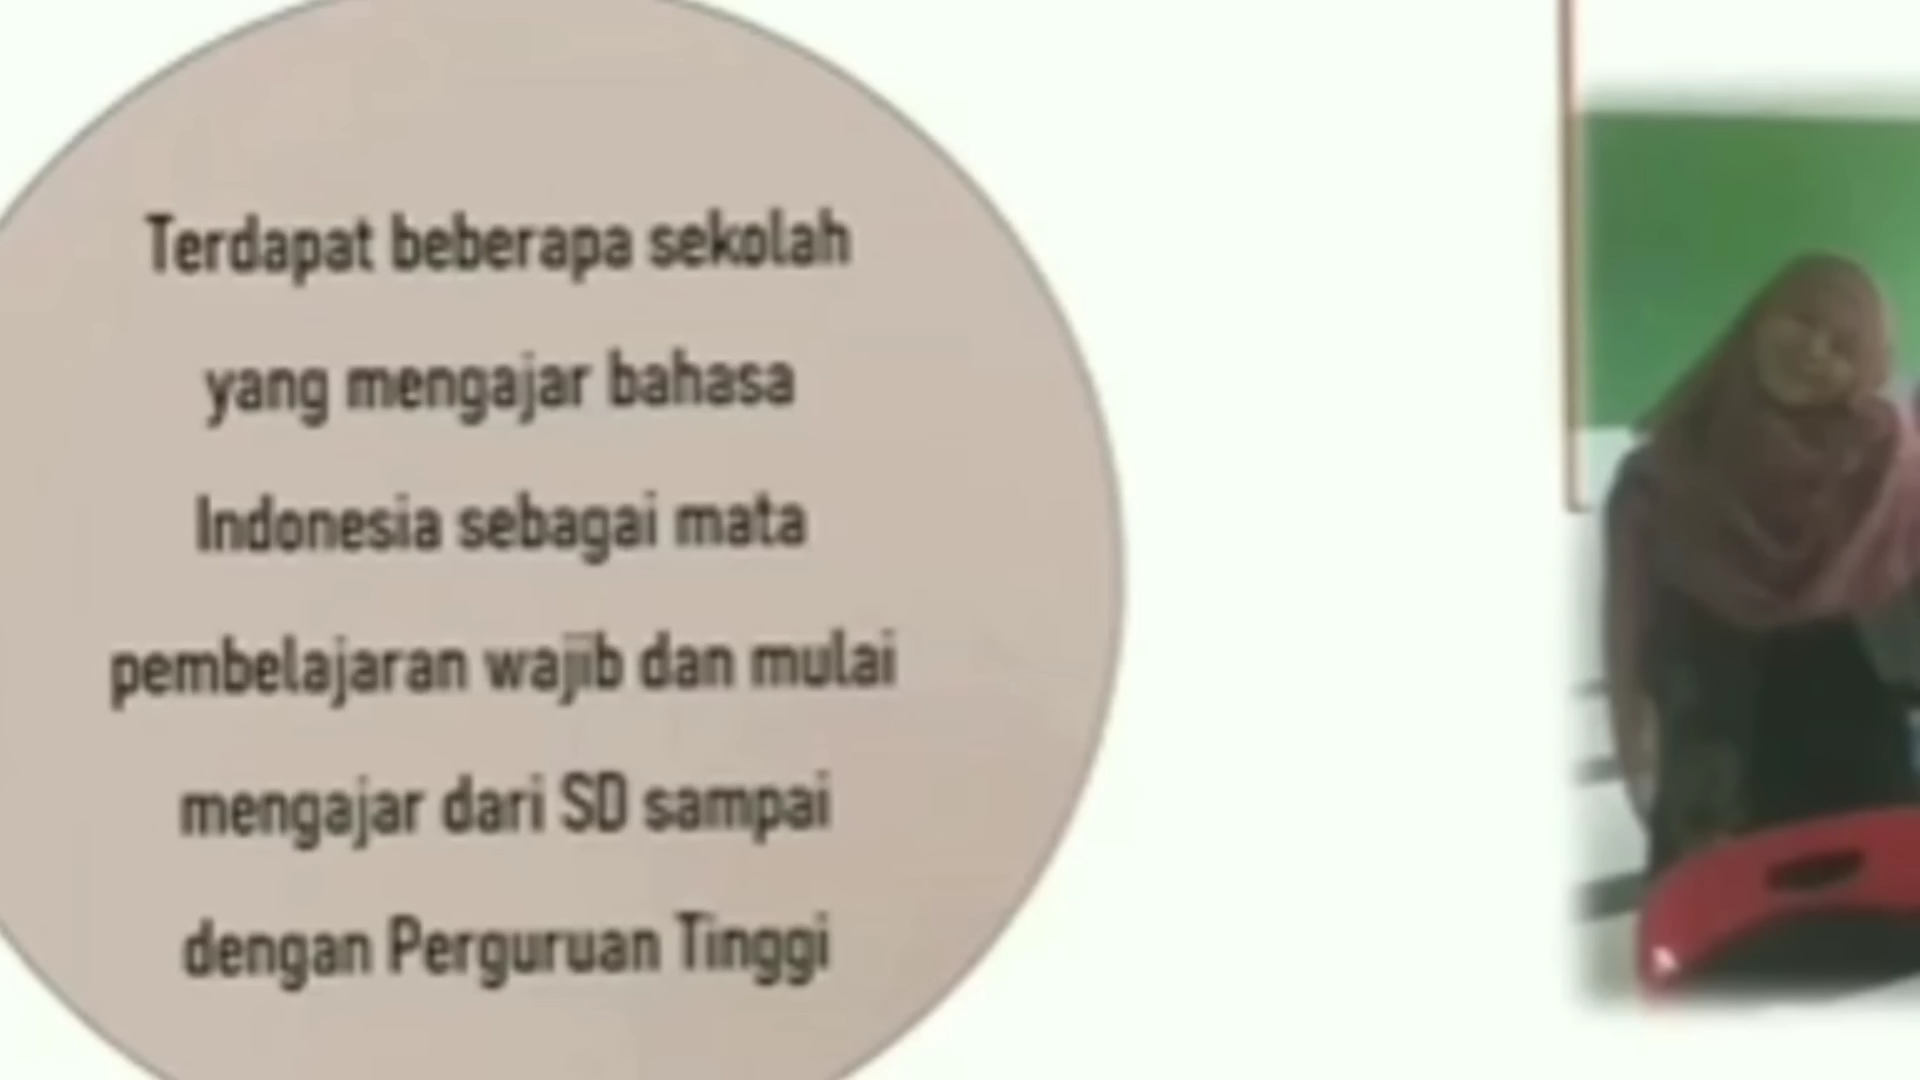 Terdapat beberapa sekolah
yang mengajar bahasa
Indonesia sebagai mata
pembelajaran wajib dan mulai
mengajar dari SD sampai
dengan Perguruan Tinggi